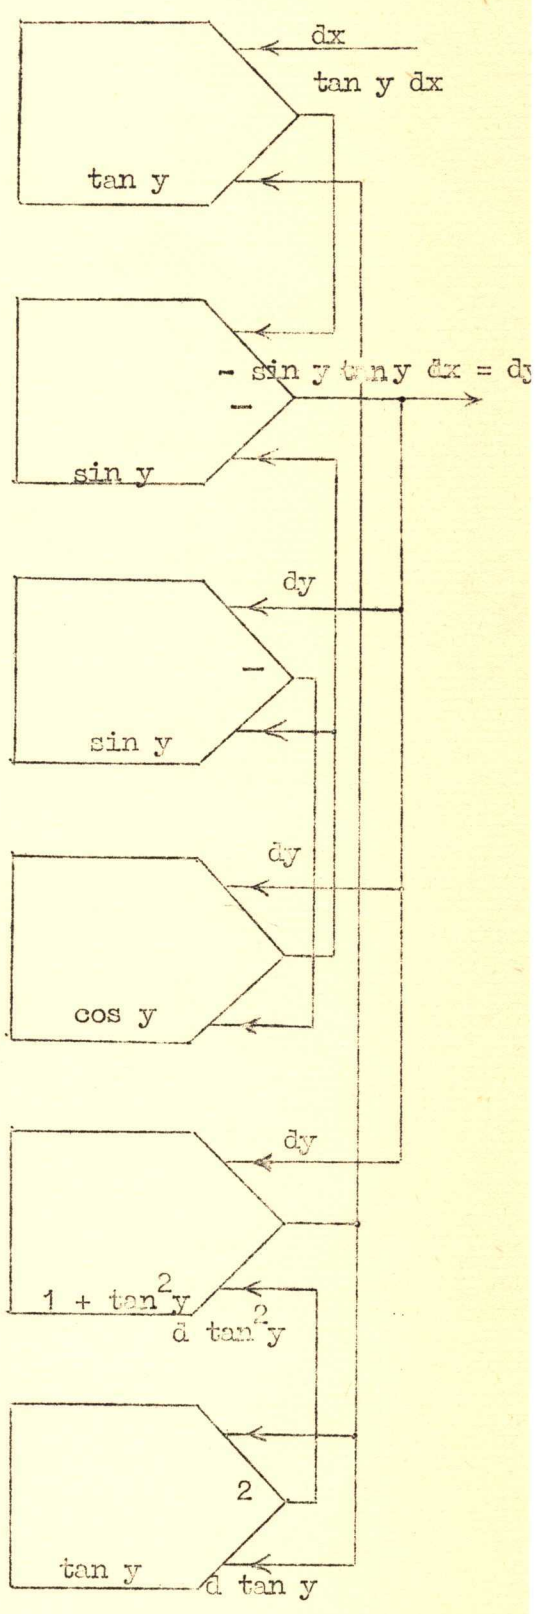 dx
tan y dx
tan y
- sin y tan y dx = dy
-
sin y
dy
-
sin y
dy
cos y
dy
1 + tan²y
d tan²y
2
tan y
d tan y